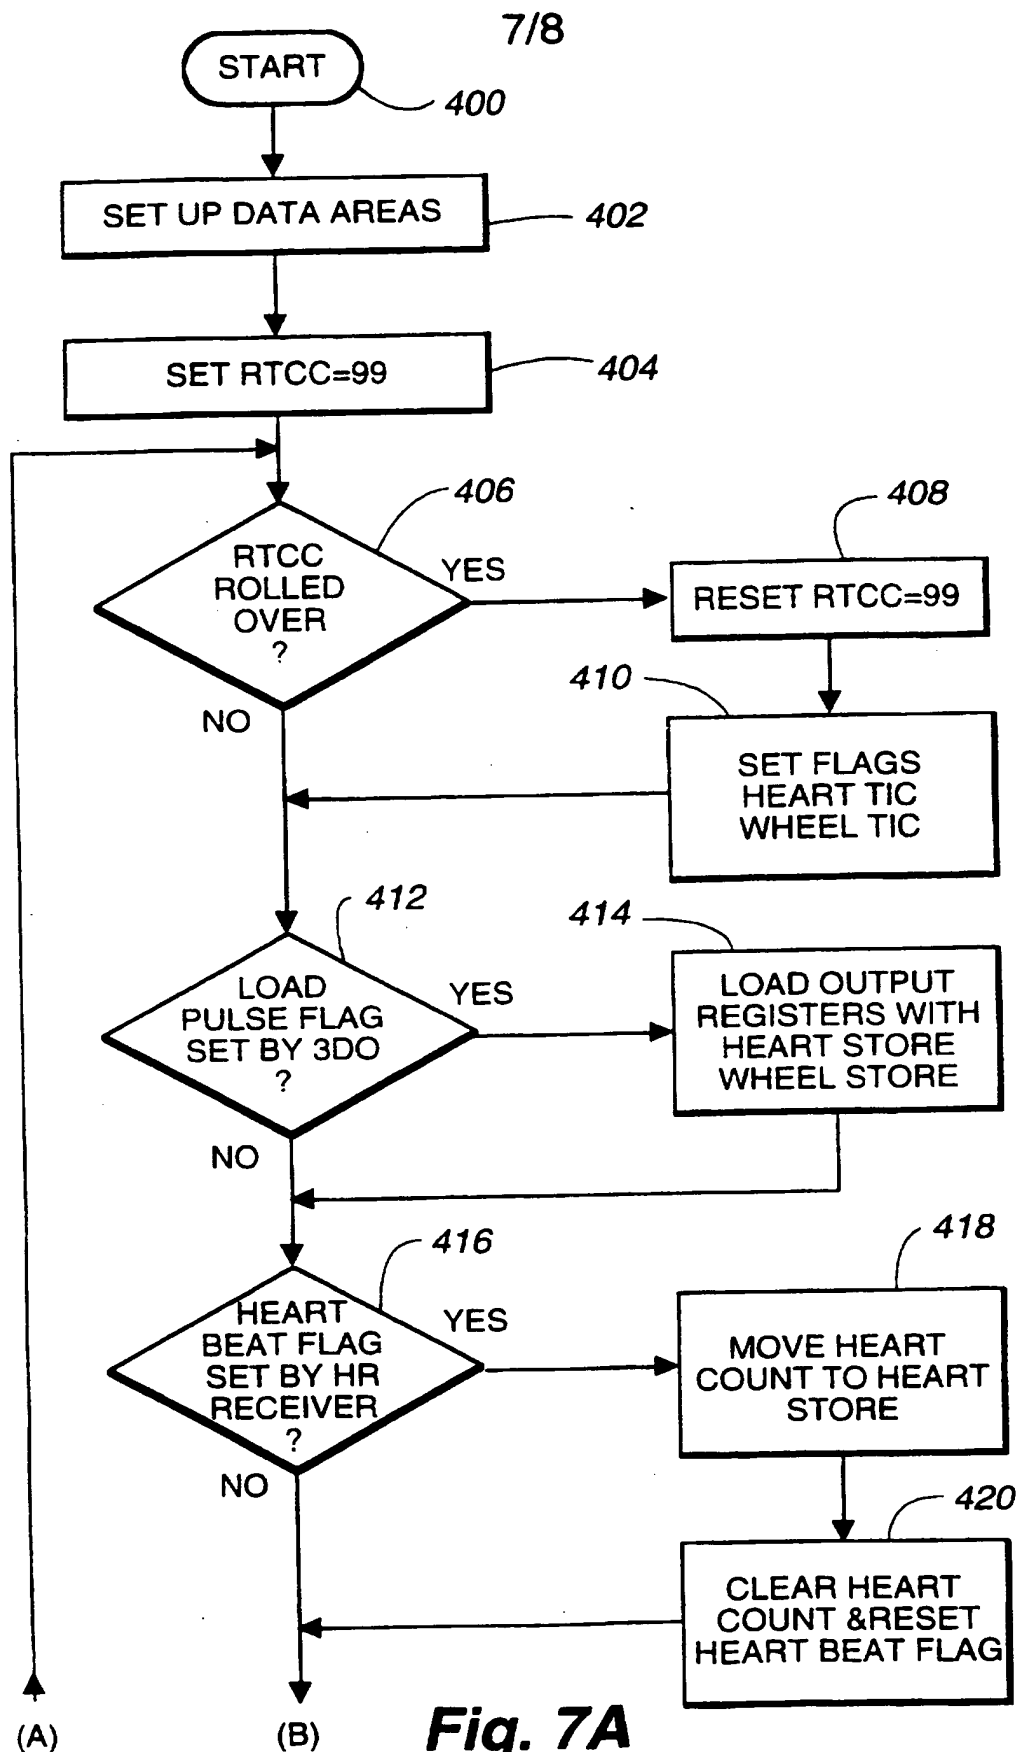 7/8
START
400
SET UP DATA AREAS
402
SET RTCC=99
404
406
RTCC
ROLLED
OVER
?
YES
NO
408
RESET RTCC=99
410
SET FLAGS
HEART TIC
WHEEL TIC
412
LOAD
PULSE FLAG
SET BY 3DO
?
YES
NO
414
LOAD OUTPUT
REGISTERS WITH
HEART STORE
WHEEL STORE
416
HEART
BEAT FLAG
SET BY HR
RECEIVER
?
YES
NO
418
MOVE HEART
COUNT TO HEART
STORE
420
CLEAR HEART
COUNT &RESET
HEART BEAT FLAG
(A)
(B)
Fig. 7A